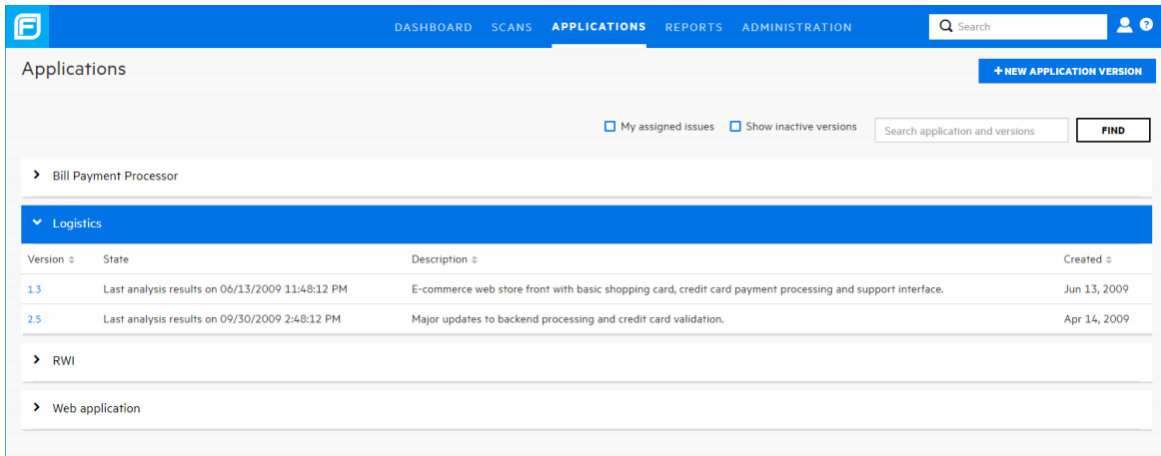 DASHBOARD SCANS APPLICATIONS REPORTS ADMINISTRATION Search ?
Applications
+NEW APPLICATION VERSION
My assigned issues Show inactive versions Search application and versions FIND
Bill Payment Processor
Logistics
Version State Description Created
1.3 Last analysis results on 06/13/2009 11:48:12 PM E-commerce web store front with basic shopping card, credit card payment processing and support interface. Jun 13, 2009
2.5 Last analysis results on 09/30/2009 2:48:12 PM Major updates to backend processing and credit card validation. Apr 14, 2009
RWI
Web application